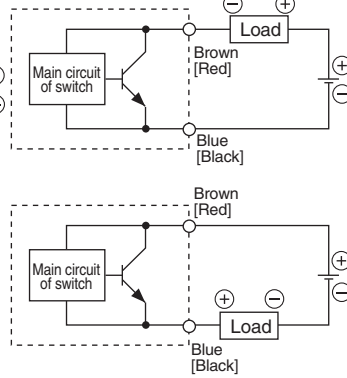 ⊖ ⊕
Load
Brown
[Red]
Main circuit
of switch
⊕
⊖
Blue
[Black]
Brown
[Red]
Main circuit
of switch
⊕
⊖
⊕ ⊖
Load
Blue
[Black]